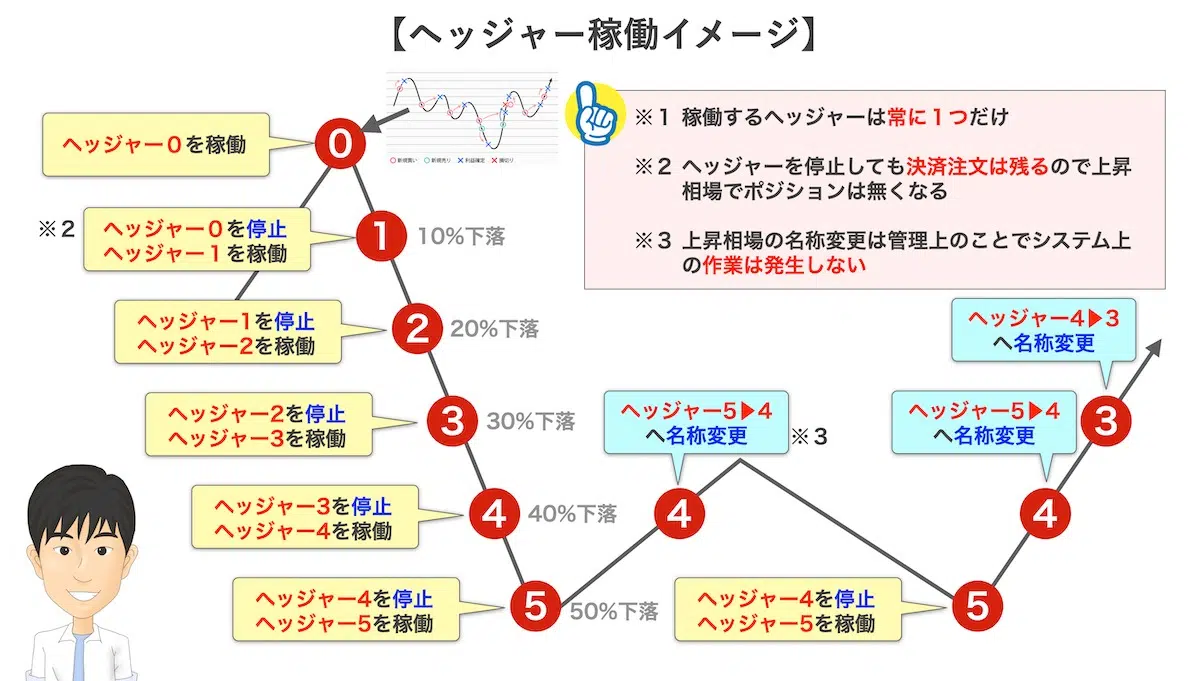 【ヘッジャー稼働イメージ】
ヘッジャー0を稼働
0
○新規買い ○新規売り ×利益確定 ×損切り
※1 稼働するヘッジャーは常に1つだけ
※2 ヘッジャーを停止しても決済注文は残るので上昇
相場でポジションは無くなる
※3 上昇相場の名称変更は管理上のことでシステム上
の作業は発生しない
※2
ヘッジャー0を停止
ヘッジャー1を稼働
1
10%下落
ヘッジャー1を停止
ヘッジャー2を稼働
2
20%下落
ヘッジャー2を停止
ヘッジャー3を稼働
3
30%下落
ヘッジャー3を停止
ヘッジャー4を稼働
4
40%下落
ヘッジャー4を停止
ヘッジャー5を稼働
5
50%下落
ヘッジャー5▶4
へ名称変更
※3
4
ヘッジャー4を停止
ヘッジャー5を稼働
5
ヘッジャー5▶4
へ名称変更
4
ヘッジャー4▶3
へ名称変更
3